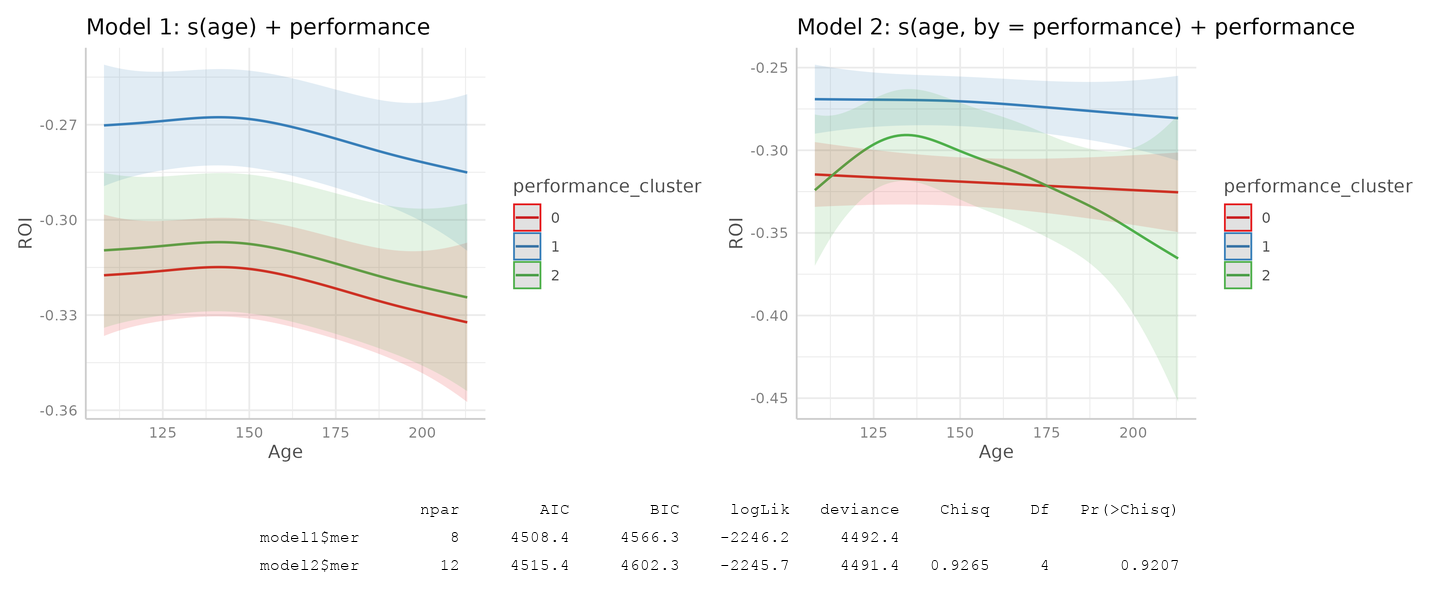 Model 1: s(age) + performance
-0.27
-0.30
-0.33
-0.36
ROI
125 150 175 200
Age
performance_cluster
0
1
2
Model 2: s(age, by = performance) + performance
-0.25
-0.30
-0.35
-0.40
-0.45
ROI
125 150 175 200
Age
performance_cluster
0
1
2
npar AIC BIC logLik deviance Chisq Df Pr(>Chisq)
model1$mer 8 4508.4 4566.3 -2246.2 4492.4
model2$mer 12 4515.4 4602.3 -2245.7 4491.4 0.9265 4 0.9207